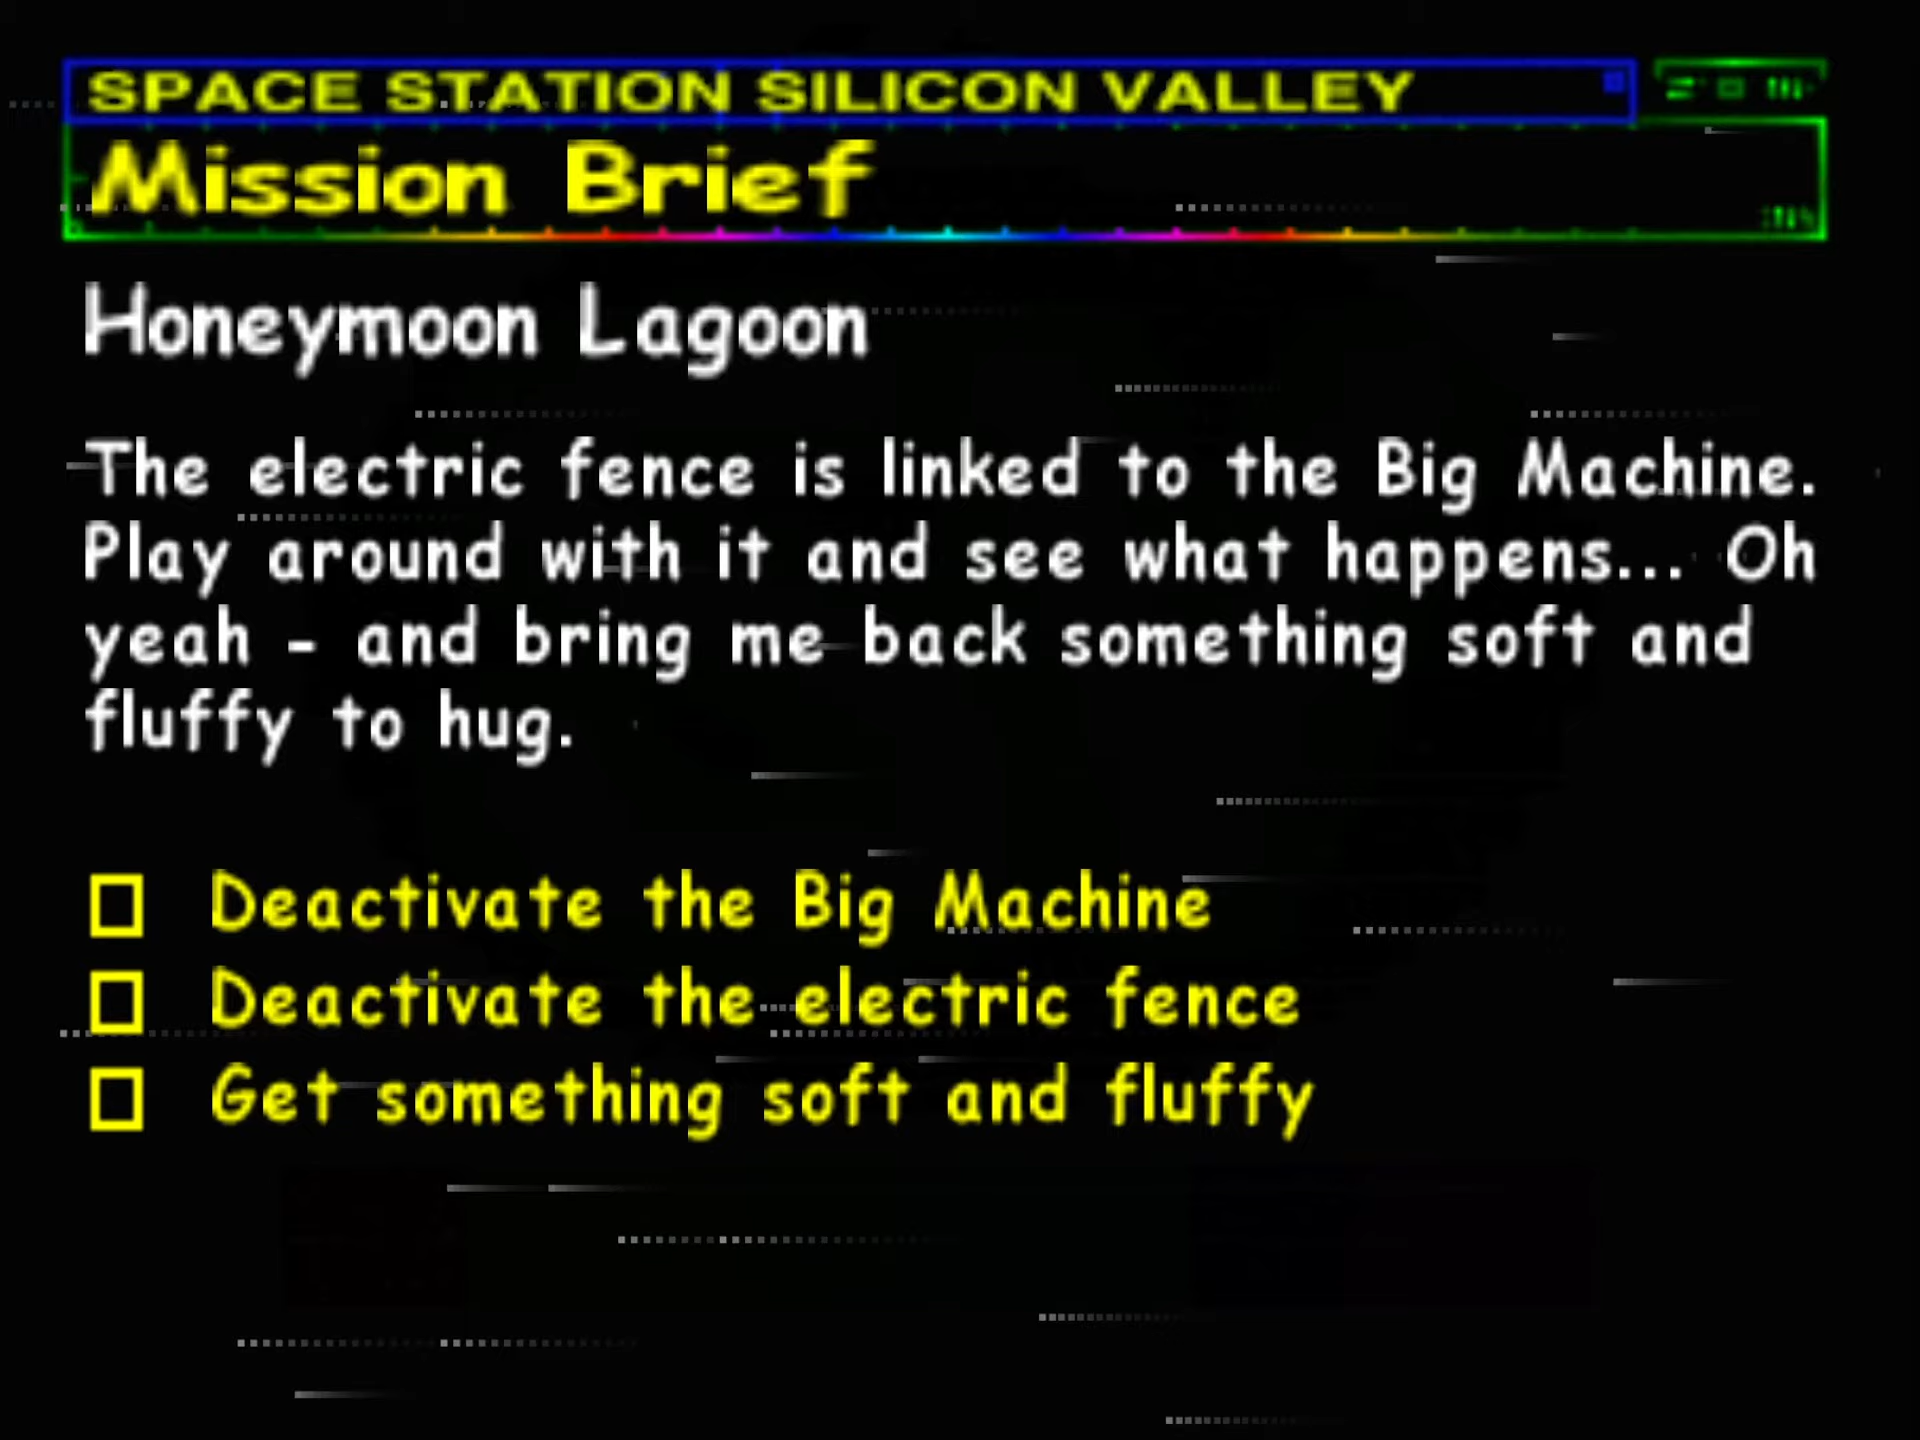 SPACE STATION SILICON VALLEY
Mission Brief
Honeymoon Lagoon
The electric fence is linked to the Big Machine.
Play around with it and see what happens... Oh
yeah - and bring me back something soft and
fluffy to hug.
Deactivate the Big Machine
Deactivate the electric fence
Get something soft and fluffy